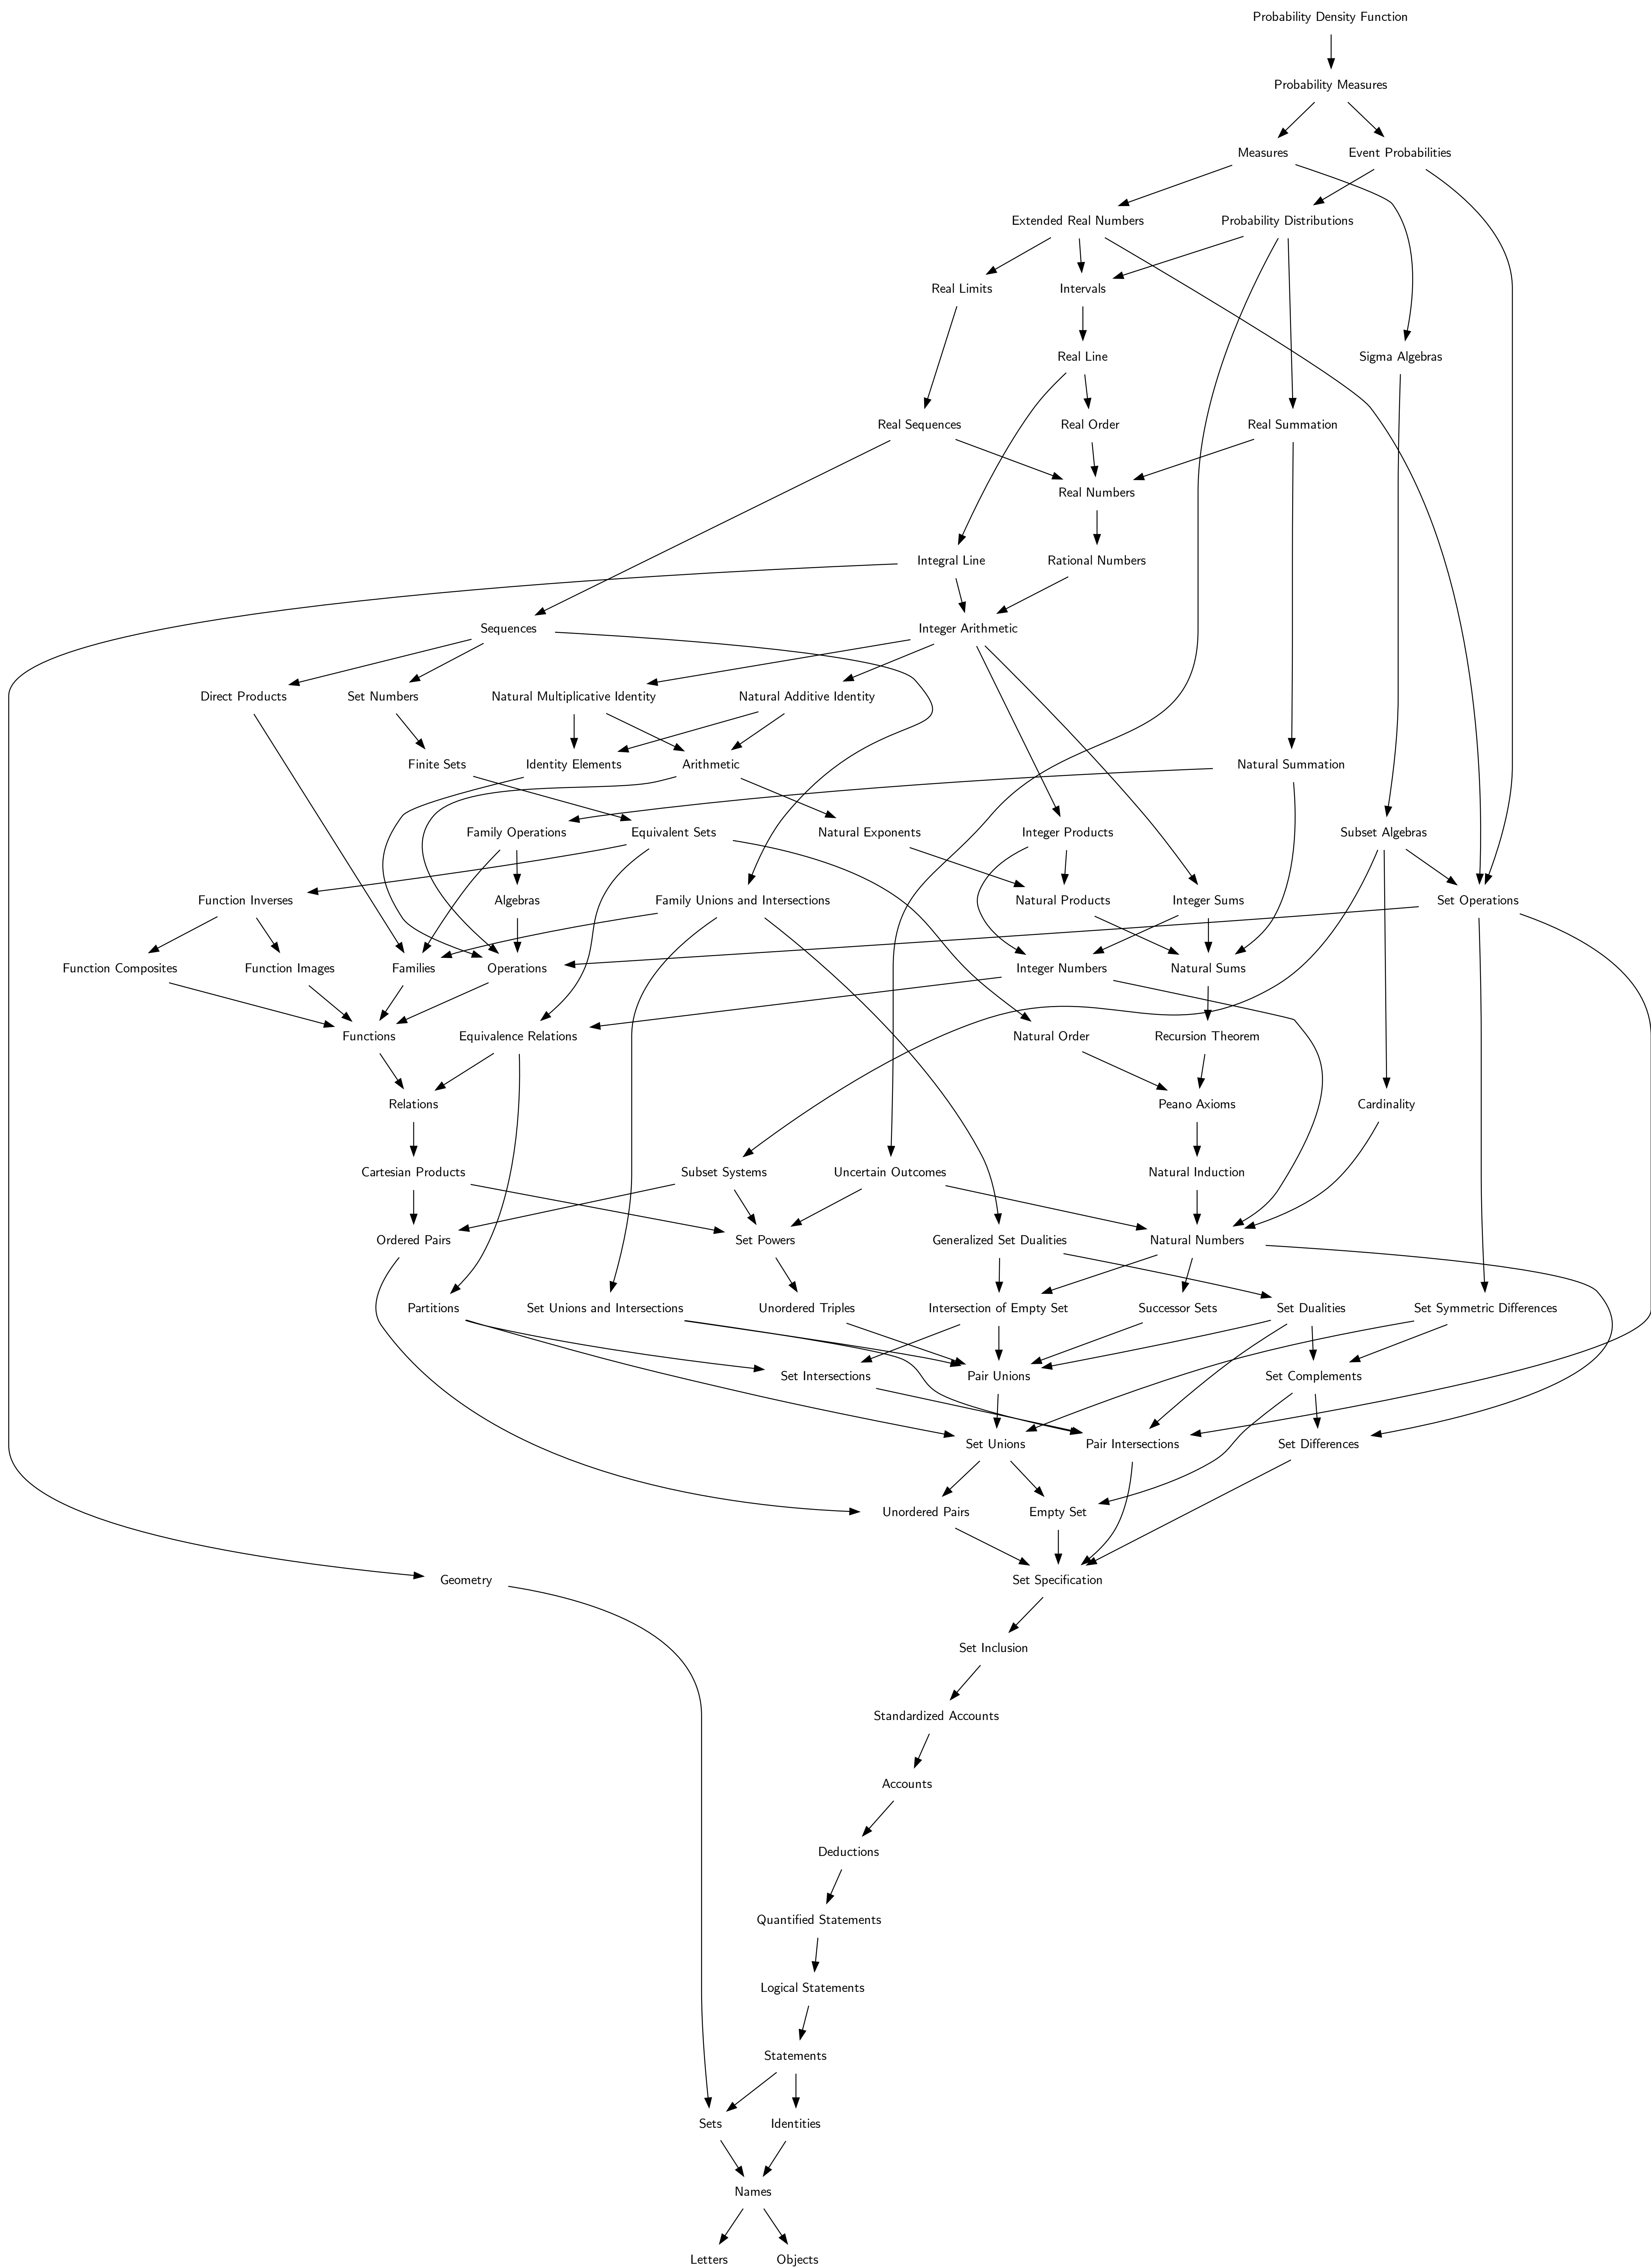 Probability Density Function
Probability Measures
Measures
Event Probabilities
Extended Real Numbers
Probability Distributions
Real Limits
Intervals
Real Line
Sigma Algebras
Real Sequences
Real Order
Real Summation
Real Numbers
Integral Line
Rational Numbers
Sequences
Integer Arithmetic
Direct Products
Set Numbers
Natural Multiplicative Identity
Natural Additive Identity
Finite Sets
Identity Elements
Arithmetic
Natural Summation
Family Operations
Equivalent Sets
Natural Exponents
Integer Products
Subset Algebras
Function Inverses
Algebras
Family Unions and Intersections
Natural Products
Integer Sums
Set Operations
Function Composites
Function Images
Families
Operations
Integer Numbers
Natural Sums
Functions
Equivalence Relations
Natural Order
Recursion Theorem
Relations
Peano Axioms
Cardinality
Cartesian Products
Subset Systems
Uncertain Outcomes
Natural Induction
Ordered Pairs
Set Powers
Generalized Set Dualities
Natural Numbers
Partitions
Set Unions and Intersections
Unordered Triples
Intersection of Empty Set
Successor Sets
Set Dualities
Set Symmetric Differences
Set Intersections
Pair Unions
Set Complements
Set Unions
Pair Intersections
Set Differences
Unordered Pairs
Empty Set
Geometry
Set Specification
Set Inclusion
Standardized Accounts
Accounts
Deductions
Quantified Statements
Logical Statements
Statements
Sets
Identities
Names
Letters
Objects